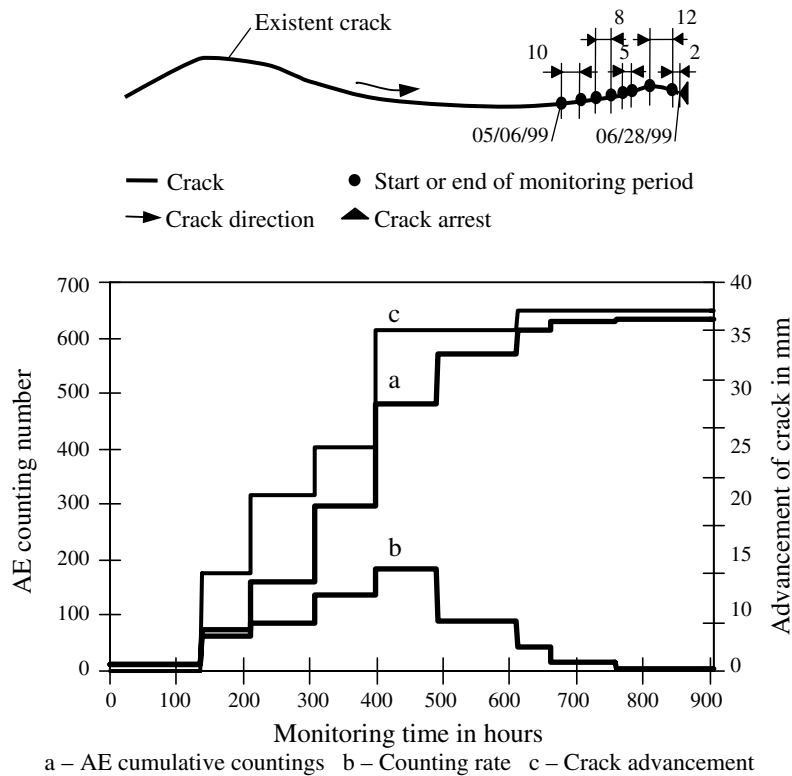 Existent crack
8
12
10
5
2
05/06/99
06/28/99
Crack
Start or end of monitoring period
Crack direction
Crack arrest
700
600
500
400
300
200
100
0
AE counting number
40
35
30
25
20
15
10
0
Advancement of crack in mm
c
a
b
0
100
200
300
400
500
600
700
800
900
Monitoring time in hours
a – AE cumulative countings b – Counting rate c – Crack advancement